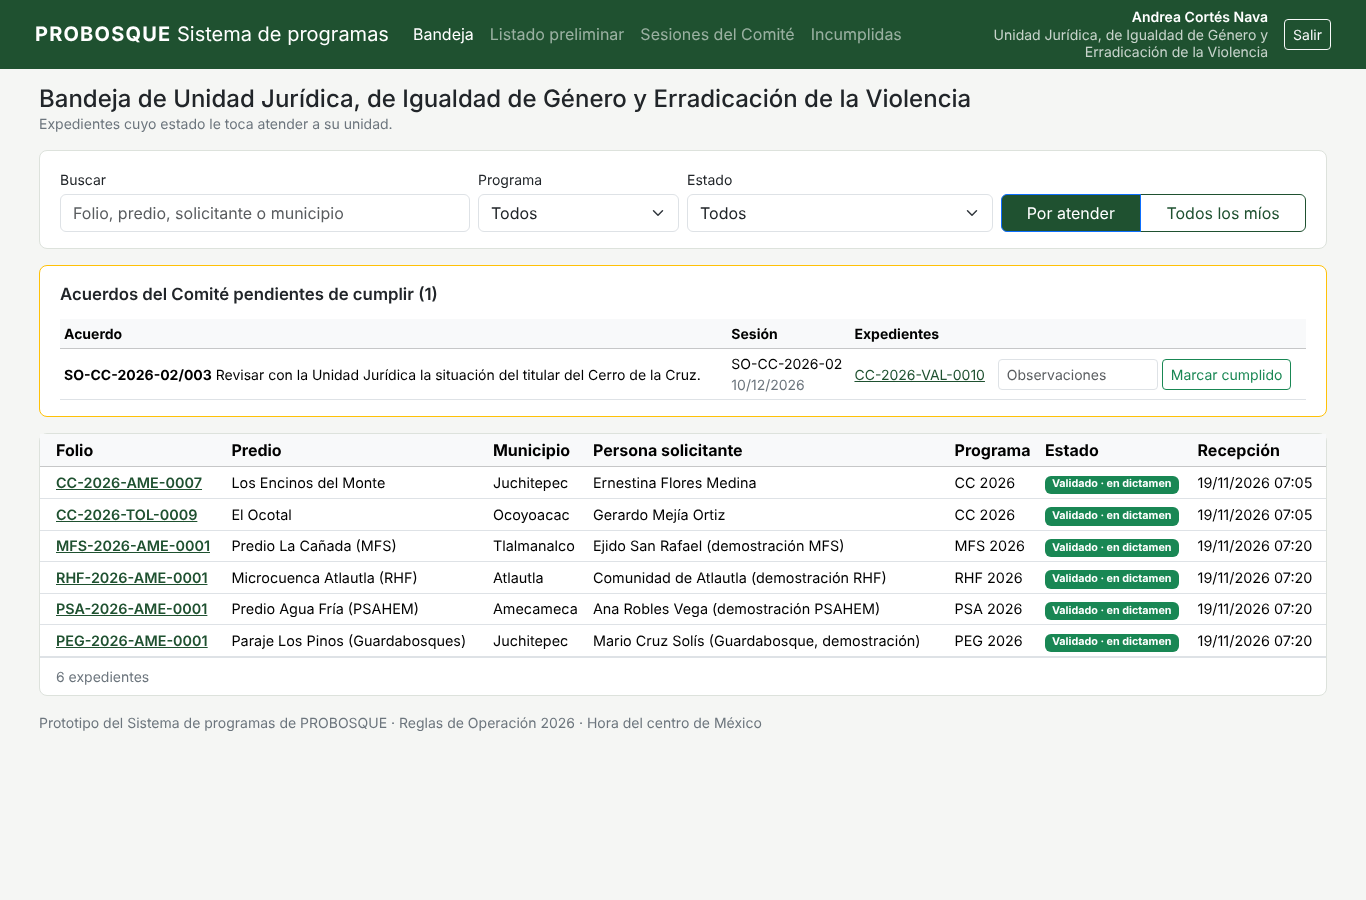 PROBOSQUE Sistema de programas Bandeja Listado preliminar Sesiones del Comité Incumplidas
Andrea Cortés Nava
Unidad Jurídica, de Igualdad de Género y
Erradicación de la Violencia
Salir
Bandeja de Unidad Jurídica, de Igualdad de Género y Erradicación de la Violencia
Expedientes cuyo estado le toca atender a su unidad.
Buscar Programa Estado
Folio, predio, solicitante o municipio Todos Todos Por atender Todos los míos
Acuerdos del Comité pendientes de cumplir (1)
Acuerdo Sesión Expedientes
SO-CC-2026-02/003 Revisar con la Unidad Jurídica la situación del titular del Cerro de la Cruz. SO-CC-2026-02 10/12/2026 CC-2026-VAL-0010 Observaciones Marcar cumplido
Folio Predio Municipio Persona solicitante Programa Estado Recepción
CC-2026-AME-0007 Los Encinos del Monte Juchitepec Ernestina Flores Medina CC 2026 Validado · en dictamen 19/11/2026 07:05
CC-2026-TOL-0009 El Ocotal Ocoyoacac Gerardo Mejía Ortiz CC 2026 Validado · en dictamen 19/11/2026 07:05
MFS-2026-AME-0001 Predio La Cañada (MFS) Tlalmanalco Ejido San Rafael (demostración MFS) MFS 2026 Validado · en dictamen 19/11/2026 07:20
RHF-2026-AME-0001 Microcuenca Atlautla (RHF) Atlautla Comunidad de Atlautla (demostración RHF) RHF 2026 Validado · en dictamen 19/11/2026 07:20
PSA-2026-AME-0001 Predio Agua Fría (PSAHEM) Amecameca Ana Robles Vega (demostración PSAHEM) PSA 2026 Validado · en dictamen 19/11/2026 07:20
PEG-2026-AME-0001 Paraje Los Pinos (Guardabosques) Juchitepec Mario Cruz Solís (Guardabosque, demostración) PEG 2026 Validado · en dictamen 19/11/2026 07:20
6 expedientes
Prototipo del Sistema de programas de PROBOSQUE · Reglas de Operación 2026 · Hora del centro de México